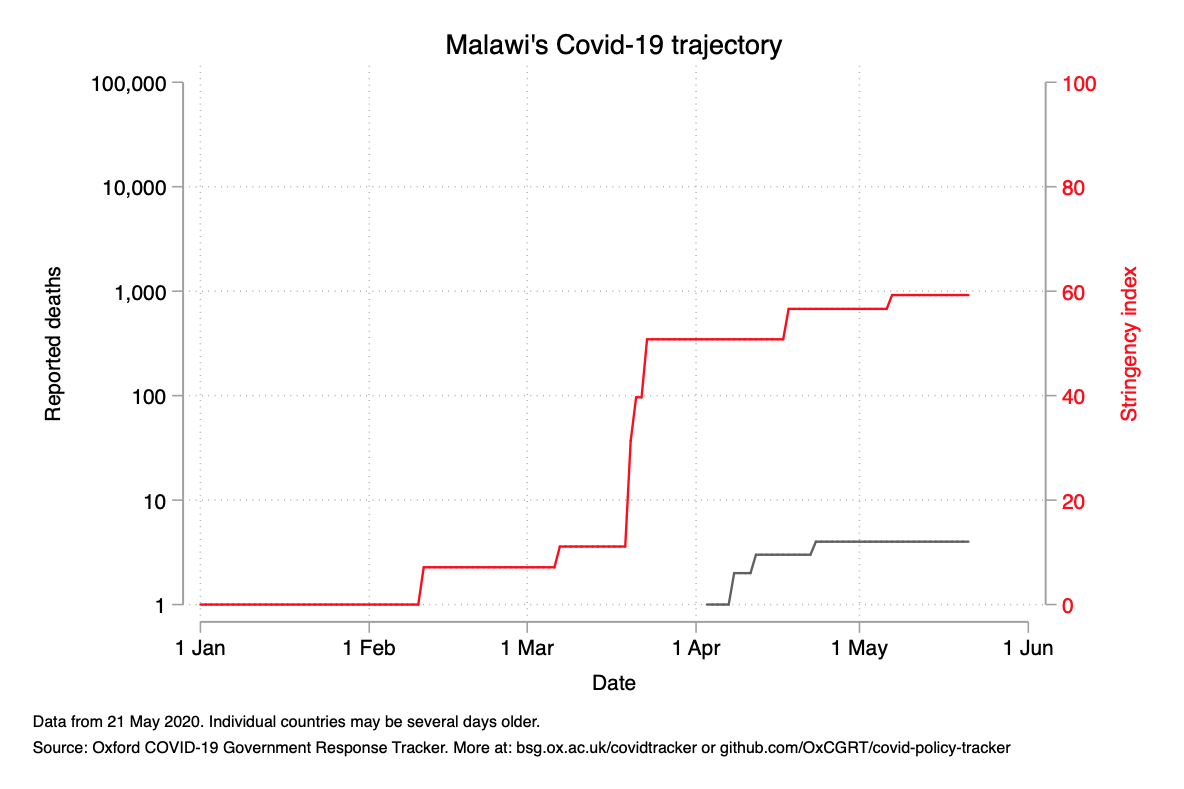 Malawi's Covid-19 trajectory
100,000
10,000
1,000
100
10
1
Reported deaths
100
80
60
40
20
0
Stringency index
1 Jan
1 Feb
1 Mar
1 Apr
1 May
1 Jun
Date
Data from 21 May 2020. Individual countries may be several days older.
Source: Oxford COVID-19 Government Response Tracker. More at: bsg.ox.ac.uk/covidtracker or github.com/OxCGRT/covid-policy-tracker